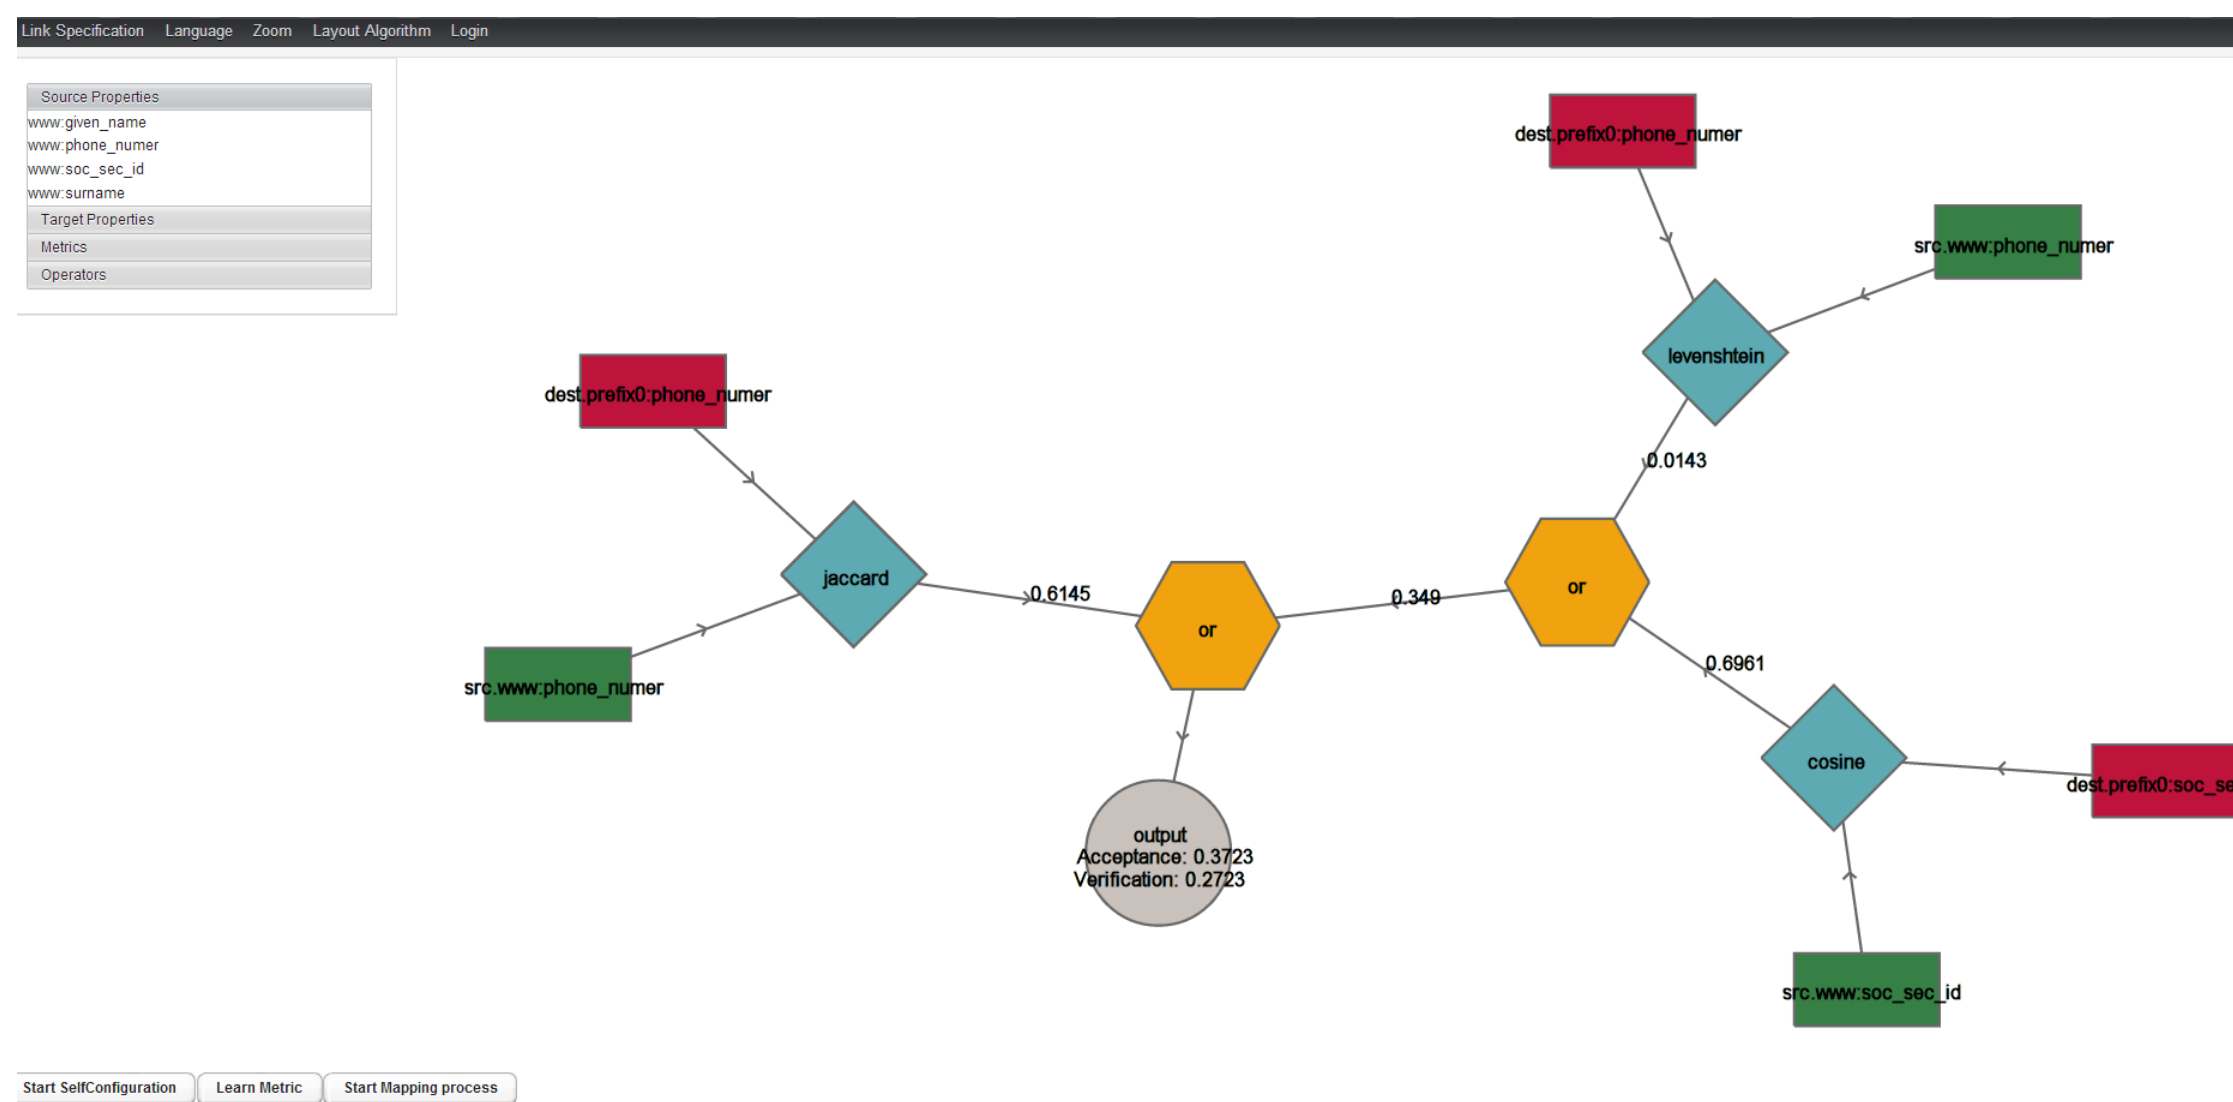 Link Specification Language Zoom Layout Algorithm Login
Source Properties
www:given_name
www:phone_numer
www:soc_sec_id
www:surname
Target Properties
Metrics
Operators
dest.prefix0:phone_numer
src.www:phone_numer
levenshtein
0.0143
dest.prefix0:phone_numer
jaccard
src.www:phone_numer
0.6145
or
0.349
or
0.6961
cosine
dest.prefix0:soc_se
src.www:soc_sec_id
output
Acceptance: 0.3723
Verification: 0.2723
Start SelfConfiguration Learn Metric Start Mapping process